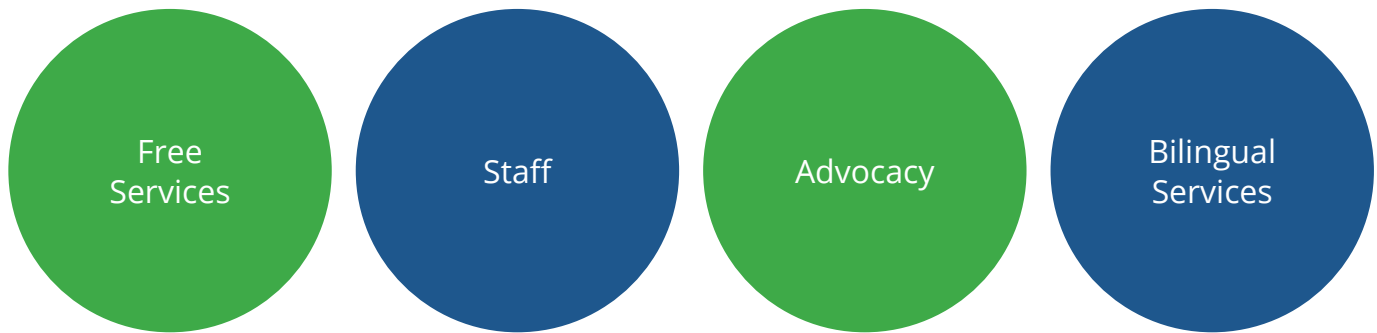 Free
Services
Staff
Advocacy
Bilingual
Services